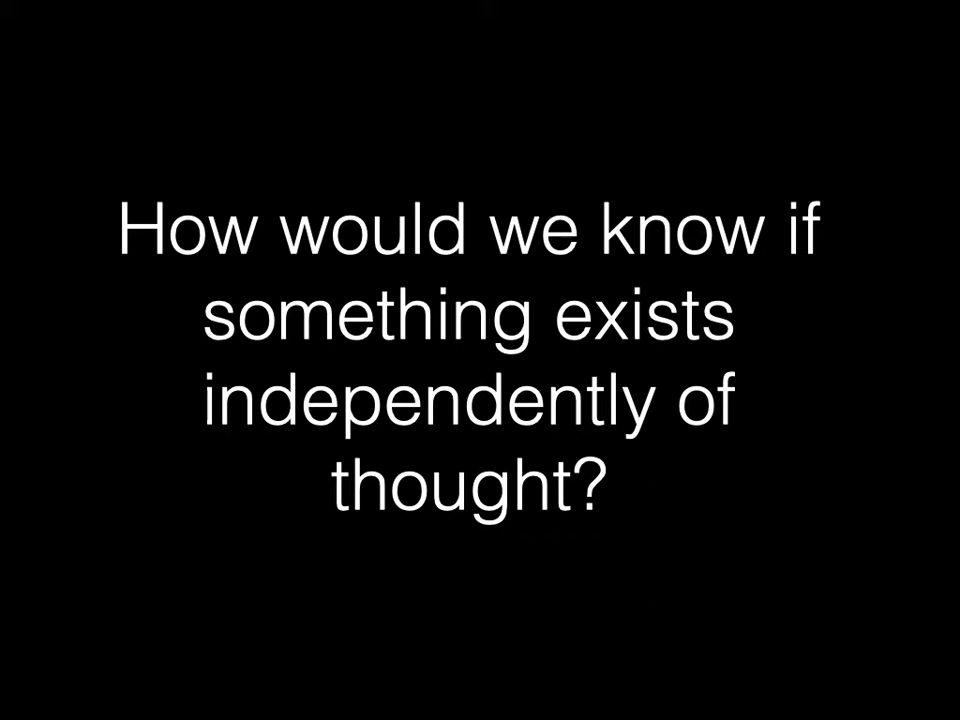 How would we know if
something exists
independently of
thought?